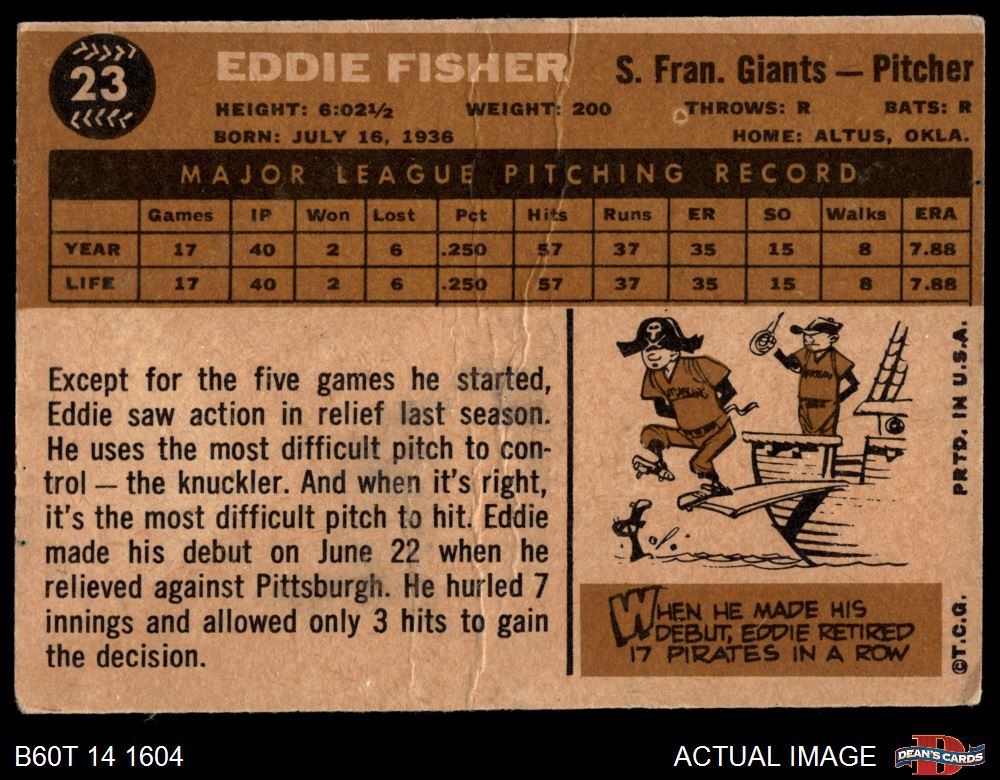 23
EDDIE FISHER
S. Fran. Giants — Pitcher
HEIGHT: 6:02½ WEIGHT: 200 THROWS: R BATS: R
BORN: JULY 16, 1936 HOME: ALTUS, OKLA.
MAJOR LEAGUE PITCHING RECORD
Games IP Won Lost Pct Hits Runs ER SO Walks ERA
YEAR 17 40 2 6 .250 57 37 35 15 8 7.88
LIFE 17 40 2 6 .250 57 37 35 15 8 7.88
Except for the five games he started,
Eddie saw action in relief last season.
He uses the most difficult pitch to con-
trol — the knuckler. And when it's right,
it's the most difficult pitch to hit. Eddie
made his debut on June 22 when he
relieved against Pittsburgh. He hurled 7
innings and allowed only 3 hits to gain
the decision.
WHEN HE MADE HIS
DEBUT, EDDIE RETIRED
17 PIRATES IN A ROW
©T.C.G. PRTD. IN U.S.A.
B60T 14 1604
ACTUAL IMAGE
DEAN'S CARDS